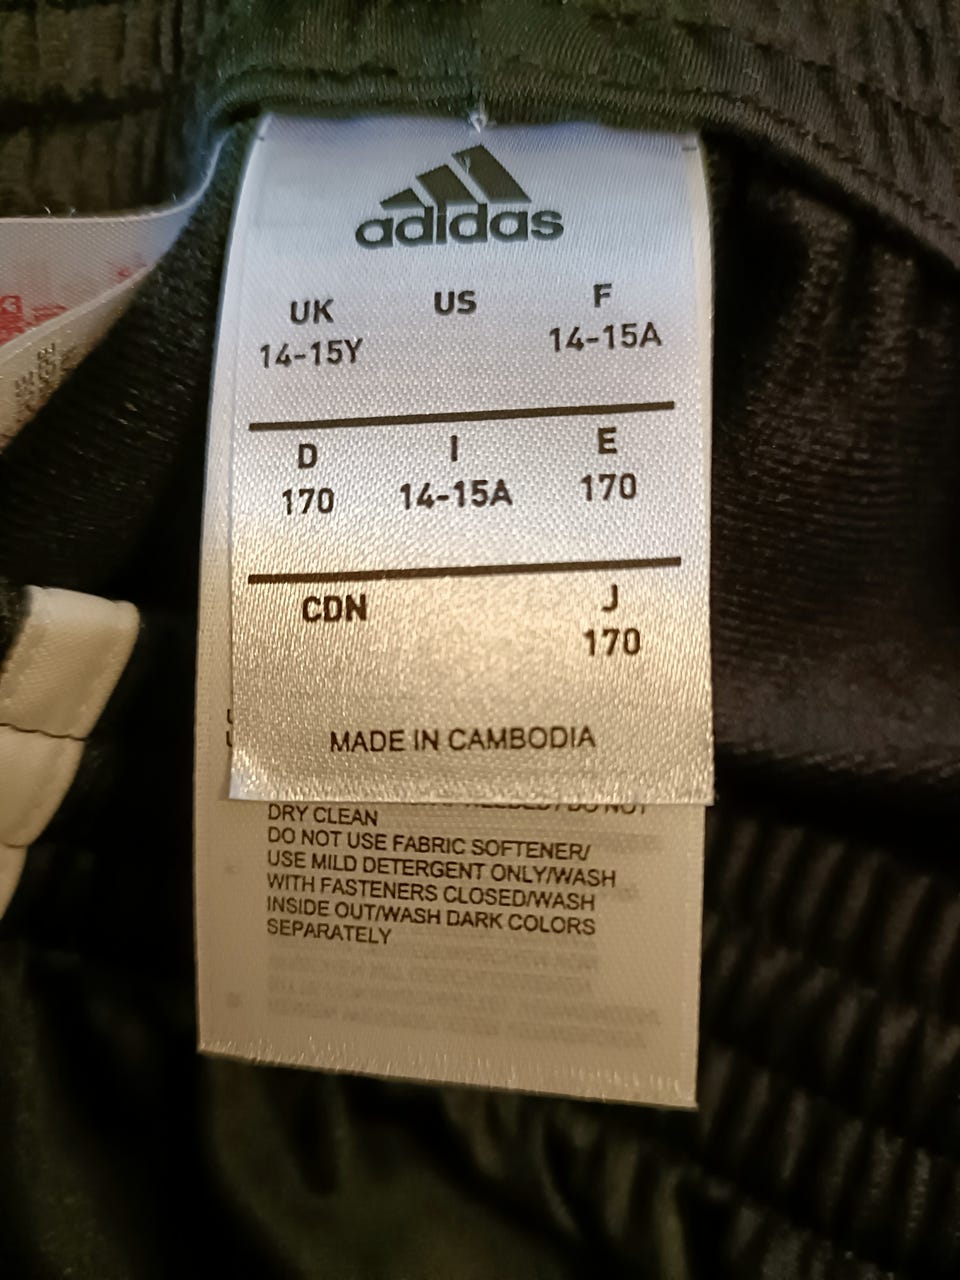 adidas
UK US F
14-15Y 14-15A
D I E
170 14-15A 170
CDN J
170
MADE IN CAMBODIA
DO NOT
DRY CLEAN
DO NOT USE FABRIC SOFTENER/
USE MILD DETERGENT ONLY/WASH
WITH FASTENERS CLOSED/WASH
INSIDE OUT/WASH DARK COLORS
SEPARATELY